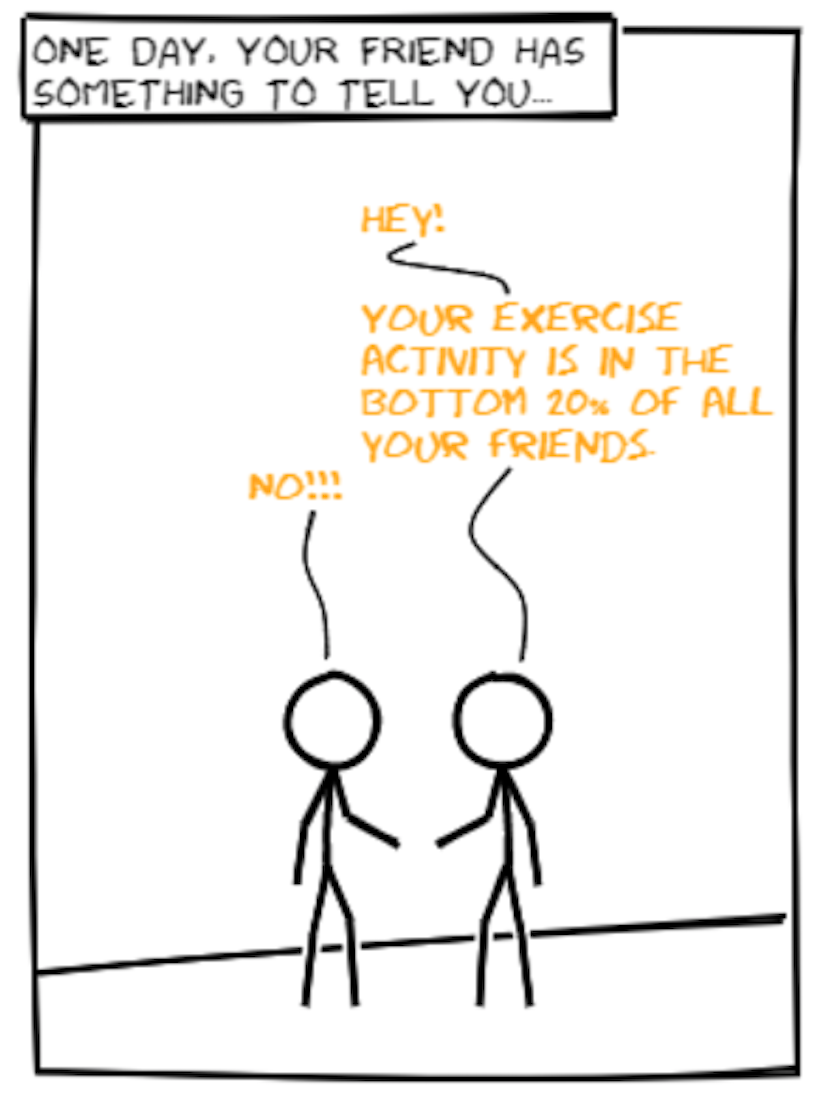 ONE DAY, YOUR FRIEND HAS
SOMETHING TO TELL YOU...
HEY!
YOUR EXERCISE
ACTIVITY IS IN THE
BOTTOM 20% OF ALL
YOUR FRIENDS.
NO!!!